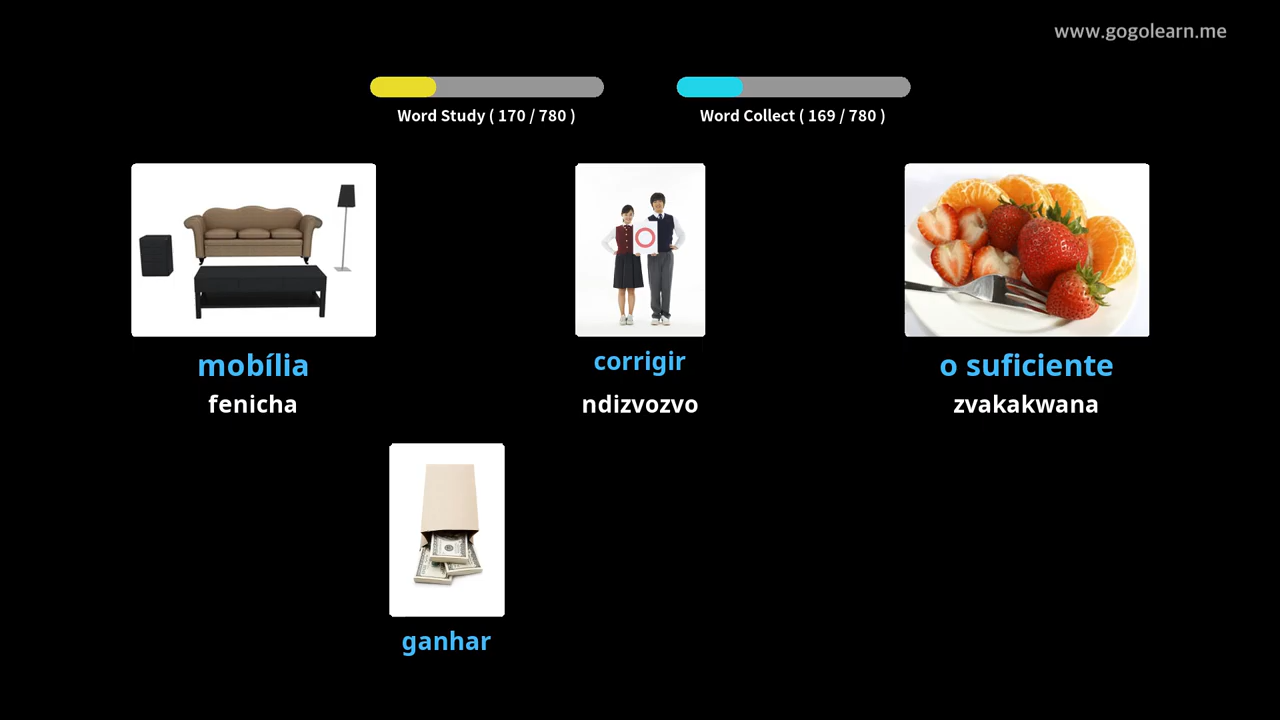 www.gogolearn.me
Word Study ( 170 / 780 )
Word Collect ( 169 / 780 )
mobília
corrigir
o suficiente
fenicha
ndizvozvo
zvakakwana
ganhar